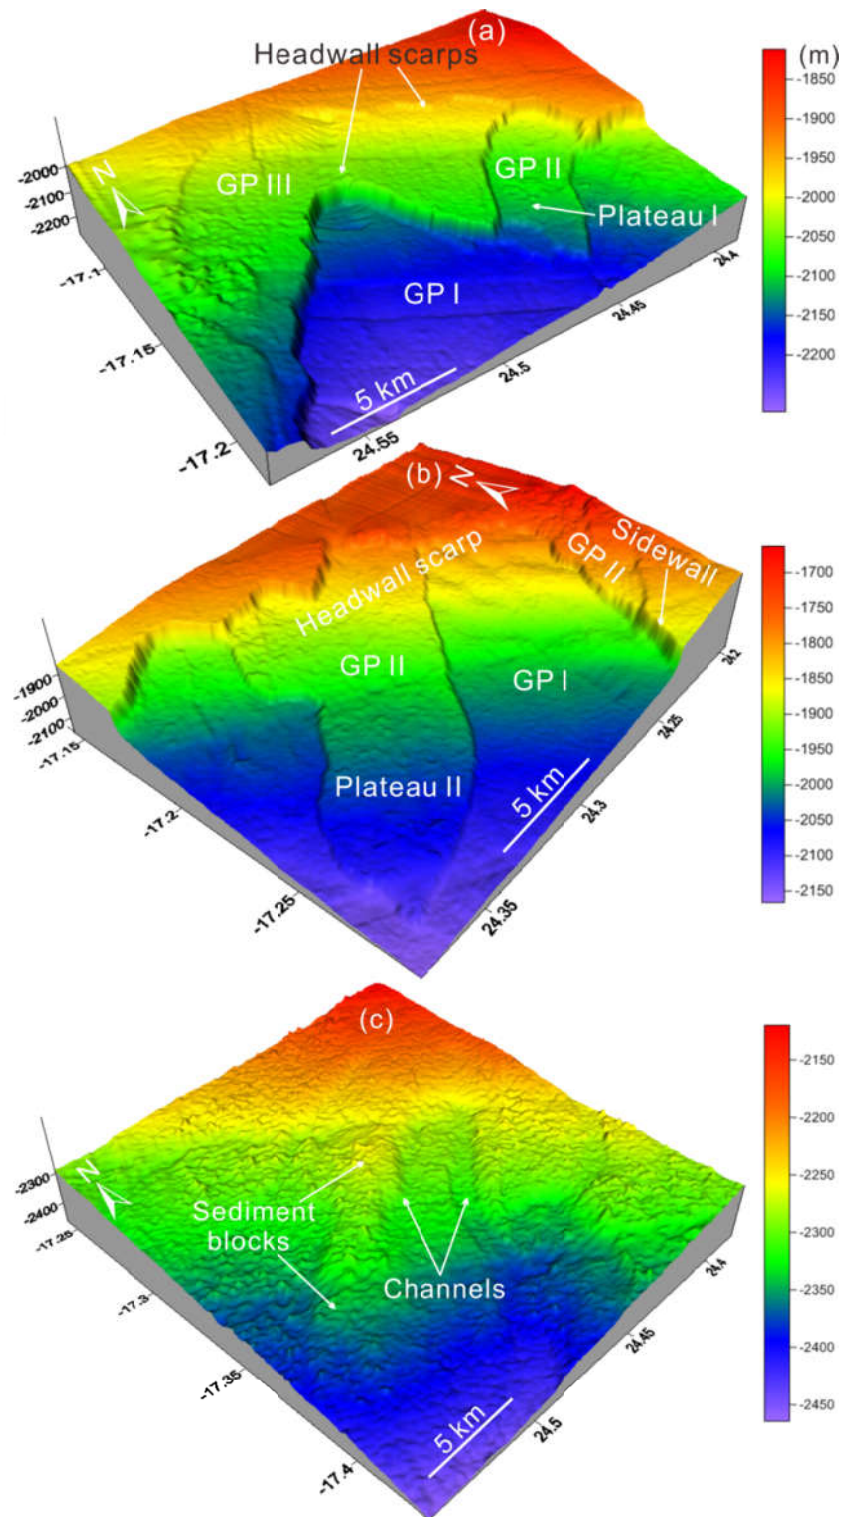 (a)
(m)
Headwall scarps
-1850
-1900
-1950
-2000
-2050
-2100
-2150
-2200
-2000
-2100
-2200
N
GP III
GP II
Plateau I
GP I
5 km
-17.1
-17.15
-17.2
24.55
24.5
24.45
24.4
(b)
N
Headwall scarp
GP II
Sidewall
GP II
GP I
Plateau II
5 km
-1900
-2000
-2100
-17.15
-17.2
-17.25
24.35
24.3
24.25
24.2
-1700
-1750
-1800
-1850
-1900
-1950
-2000
-2050
-2100
-2150
(c)
N
Sediment
blocks
Channels
5 km
-2300
-2400
-17.25
-17.3
-17.35
-17.4
24.5
24.45
24.4
-2150
-2200
-2250
-2300
-2350
-2400
-2450